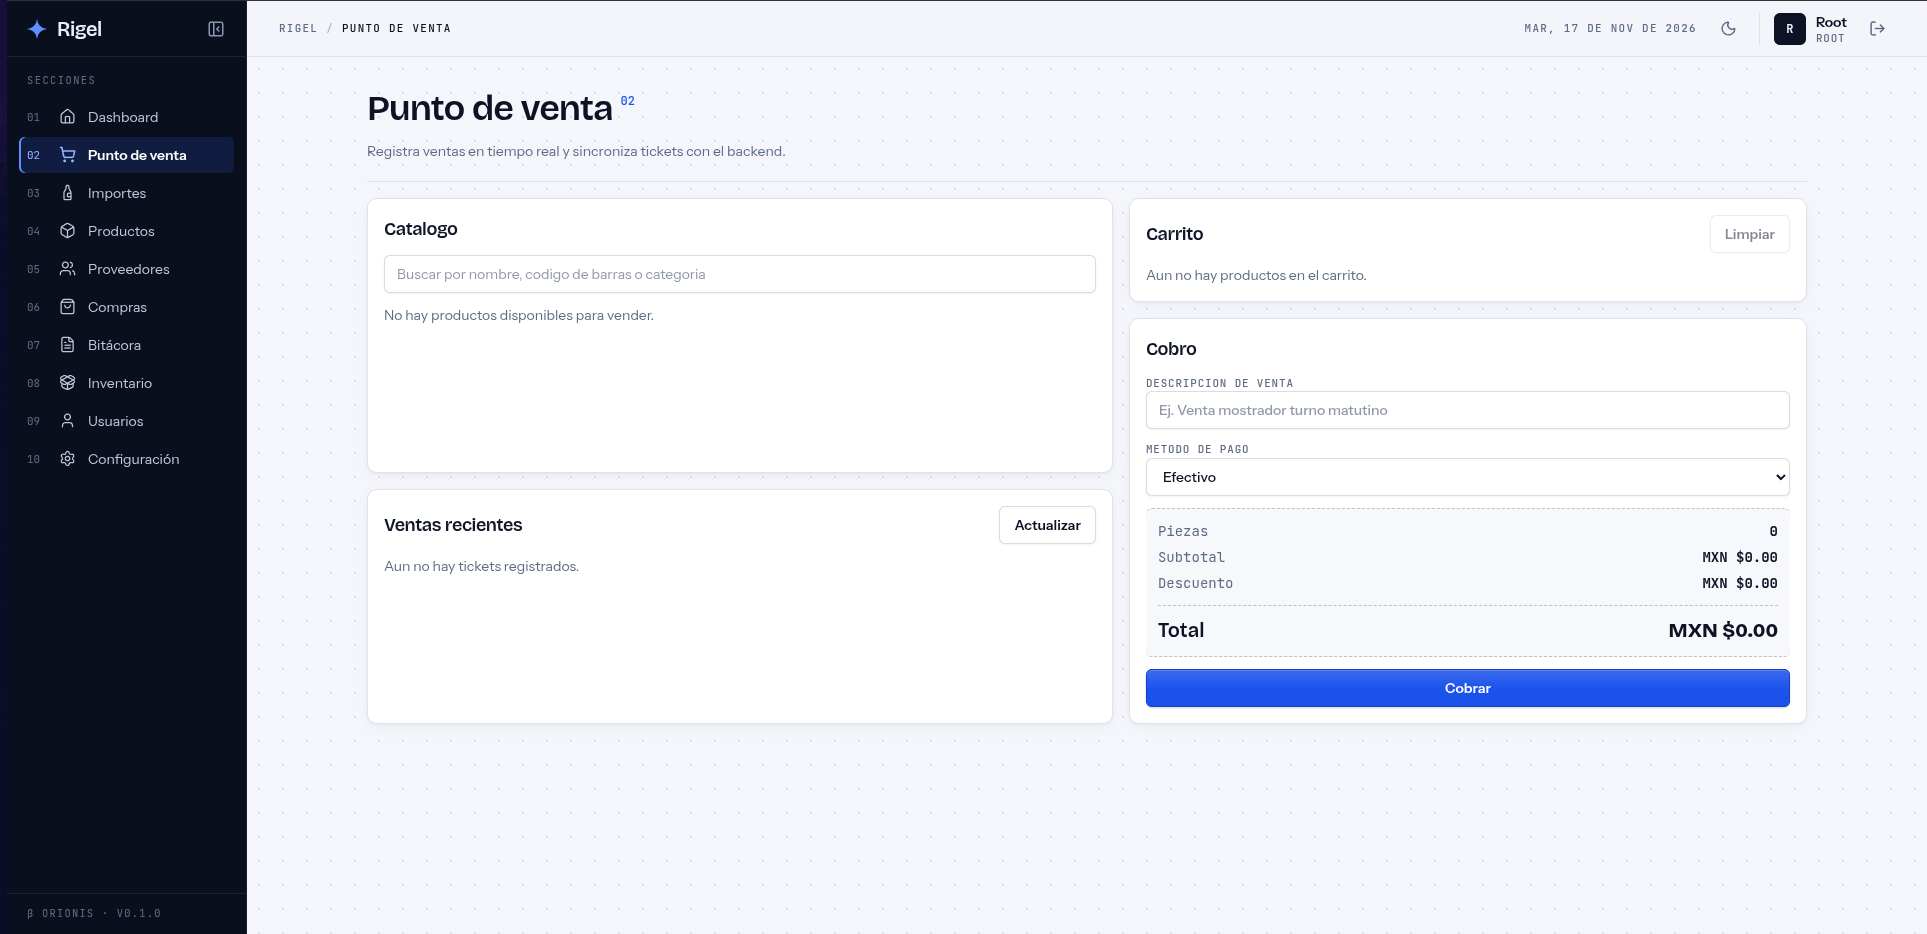 Rigel
SECCIONES
01 Dashboard
02 Punto de venta
03 Importes
04 Productos
05 Proveedores
06 Compras
07 Bitácora
08 Inventario
09 Usuarios
10 Configuración
β ORIONIS · V0.1.0
RIGEL / PUNTO DE VENTA
MAR, 17 DE NOV DE 2026
R
Root
ROOT
Punto de venta 02
Registra ventas en tiempo real y sincroniza tickets con el backend.
Catalogo
Buscar por nombre, codigo de barras o categoria
No hay productos disponibles para vender.
Ventas recientes
Actualizar
Aun no hay tickets registrados.
Carrito
Limpiar
Aun no hay productos en el carrito.
Cobro
DESCRIPCION DE VENTA
Ej. Venta mostrador turno matutino
METODO DE PAGO
Efectivo
Piezas 0
Subtotal MXN $0.00
Descuento MXN $0.00
Total MXN $0.00
Cobrar